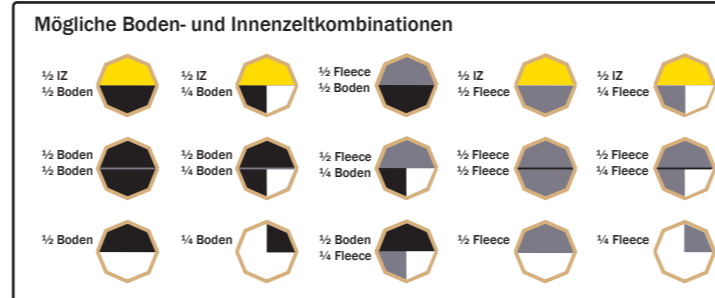 Mögliche Boden- und Innenzeltkombinationen
½ IZ
½ Boden
½ IZ
¼ Boden
½ Fleece
½ Boden
½ IZ
½ Fleece
½ IZ
¼ Fleece
½ Boden
½ Boden
½ Boden
¼ Boden
½ Fleece
¼ Boden
½ Fleece
½ Fleece
½ Fleece
¼ Fleece
½ Boden
¼ Boden
½ Boden
¼ Fleece
½ Fleece
¼ Fleece